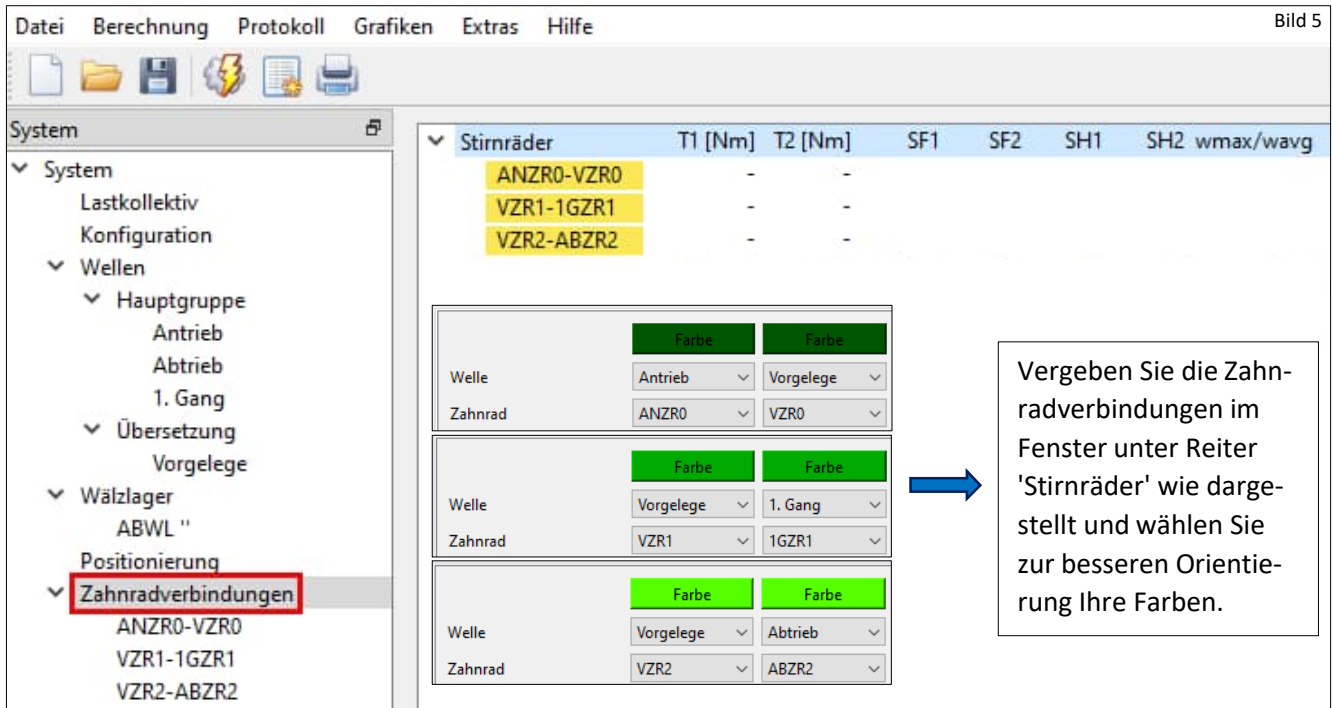 Datei Berechnung Protokoll Grafiken Extras Hilfe
Bild 5
System
System
Lastkollektiv
Konfiguration
Wellen
Hauptgruppe
Antrieb
Abtrieb
1. Gang
Übersetzung
Vorgelege
Wälzlager
ABWL "
Positionierung
Zahnradverbindungen
ANZR0-VZR0
VZR1-1GZR1
VZR2-ABZR2
Stirnräder T1 [Nm] T2 [Nm] SF1 SF2 SH1 SH2 wmax/wavg
ANZR0-VZR0 - -
VZR1-1GZR1 - -
VZR2-ABZR2 - -
Farbe Farbe
Welle Antrieb Vorgelege
Zahnrad ANZR0 VZR0
Farbe Farbe
Welle Vorgelege 1. Gang
Zahnrad VZR1 1GZR1
Farbe Farbe
Welle Vorgelege Abtrieb
Zahnrad VZR2 ABZR2
Vergeben Sie die Zahn-
radverbindungen im
Fenster unter Reiter
'Stirnräder' wie darge-
stellt und wählen Sie
zur besseren Orientie-
rung Ihre Farben.